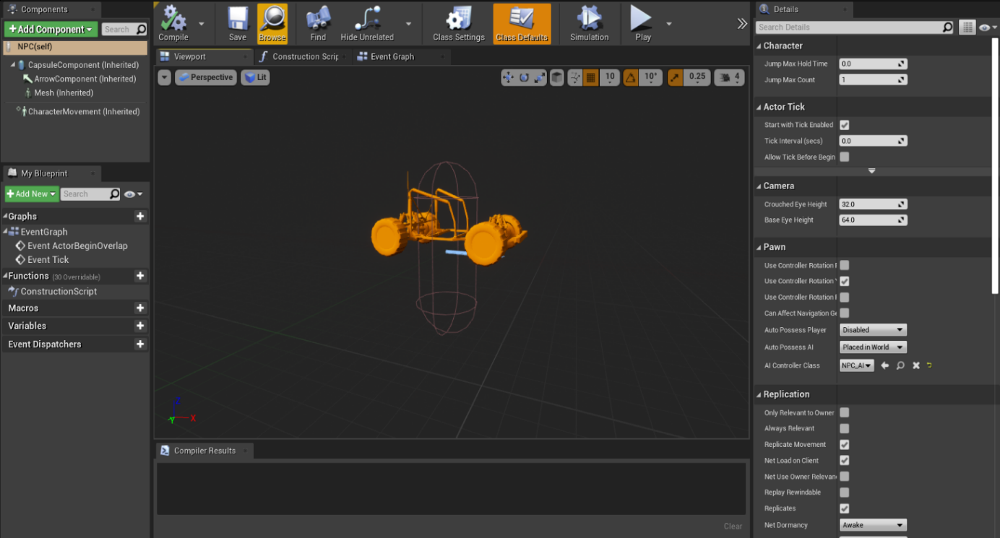 Components
+Add Component
Search
NPC(self)
CapsuleComponent (Inherited)
ArrowComponent (Inherited)
Mesh (Inherited)
CharacterMovement (Inherited)
My Blueprint
+Add New
Search
Graphs
EventGraph
Event ActorBeginOverlap
Event Tick
Functions (30 Overridable)
ConstructionScript
Macros
Variables
Event Dispatchers
Compile
Save
Browse
Find
Hide Unrelated
Class Settings
Class Defaults
Simulation
Play
Viewport
Construction Scrip
Event Graph
Perspective
Lit
10
10°
0.25
4
Z
X
Y
Compiler Results
Clear
Details
Search Details
Character
Jump Max Hold Time 0.0
Jump Max Count 1
Actor Tick
Start with Tick Enabled
Tick Interval (secs) 0.0
Allow Tick Before Begin
Camera
Crouched Eye Height 32.0
Base Eye Height 64.0
Pawn
Use Controller Rotation P
Use Controller Rotation Y
Use Controller Rotation R
Can Affect Navigation Ge
Auto Possess Player Disabled
Auto Possess AI Placed in World
AI Controller Class NPC_AI
Replication
Only Relevant to Owner
Always Relevant
Replicate Movement
Net Load on Client
Net Use Owner Relevan
Replay Rewindable
Replicates
Net Dormancy Awake